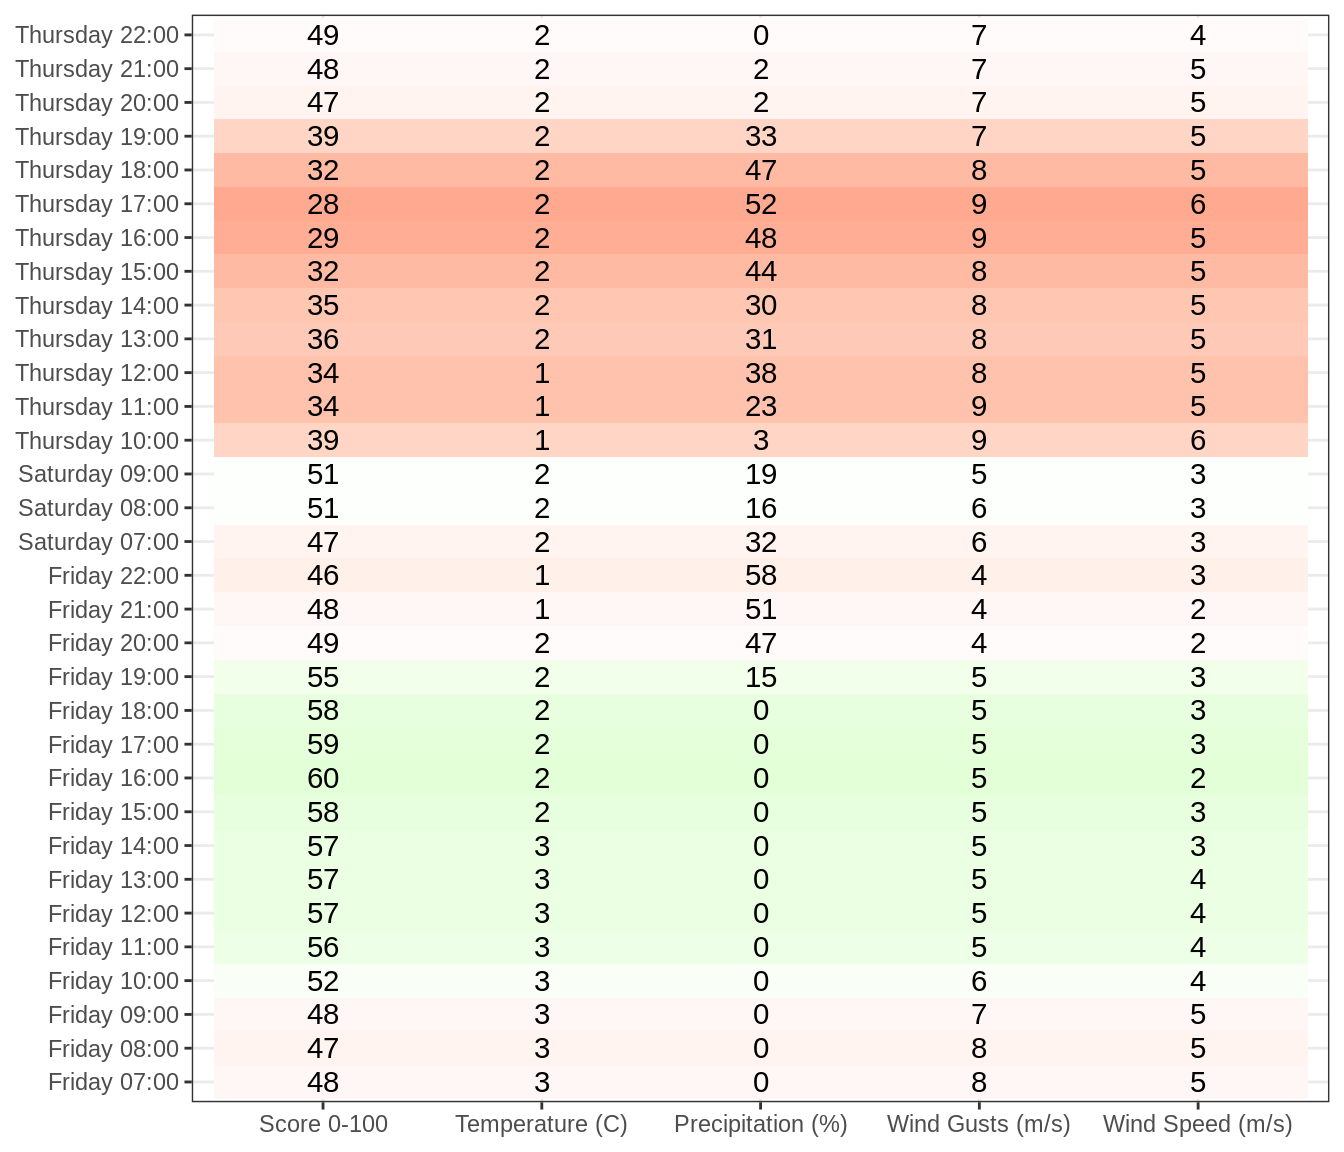 Thursday 22:00 49 2 0 7 4
Thursday 21:00 48 2 2 7 5
Thursday 20:00 47 2 2 7 5
Thursday 19:00 39 2 33 7 5
Thursday 18:00 32 2 47 8 5
Thursday 17:00 28 2 52 9 6
Thursday 16:00 29 2 48 9 5
Thursday 15:00 32 2 44 8 5
Thursday 14:00 35 2 30 8 5
Thursday 13:00 36 2 31 8 5
Thursday 12:00 34 1 38 8 5
Thursday 11:00 34 1 23 9 5
Thursday 10:00 39 1 3 9 6
Saturday 09:00 51 2 19 5 3
Saturday 08:00 51 2 16 6 3
Saturday 07:00 47 2 32 6 3
Friday 22:00 46 1 58 4 3
Friday 21:00 48 1 51 4 2
Friday 20:00 49 2 47 4 2
Friday 19:00 55 2 15 5 3
Friday 18:00 58 2 0 5 3
Friday 17:00 59 2 0 5 3
Friday 16:00 60 2 0 5 2
Friday 15:00 58 2 0 5 3
Friday 14:00 57 3 0 5 3
Friday 13:00 57 3 0 5 4
Friday 12:00 57 3 0 5 4
Friday 11:00 56 3 0 5 4
Friday 10:00 52 3 0 6 4
Friday 09:00 48 3 0 7 5
Friday 08:00 47 3 0 8 5
Friday 07:00 48 3 0 8 5
Score 0-100 Temperature (C) Precipitation (%) Wind Gusts (m/s) Wind Speed (m/s)